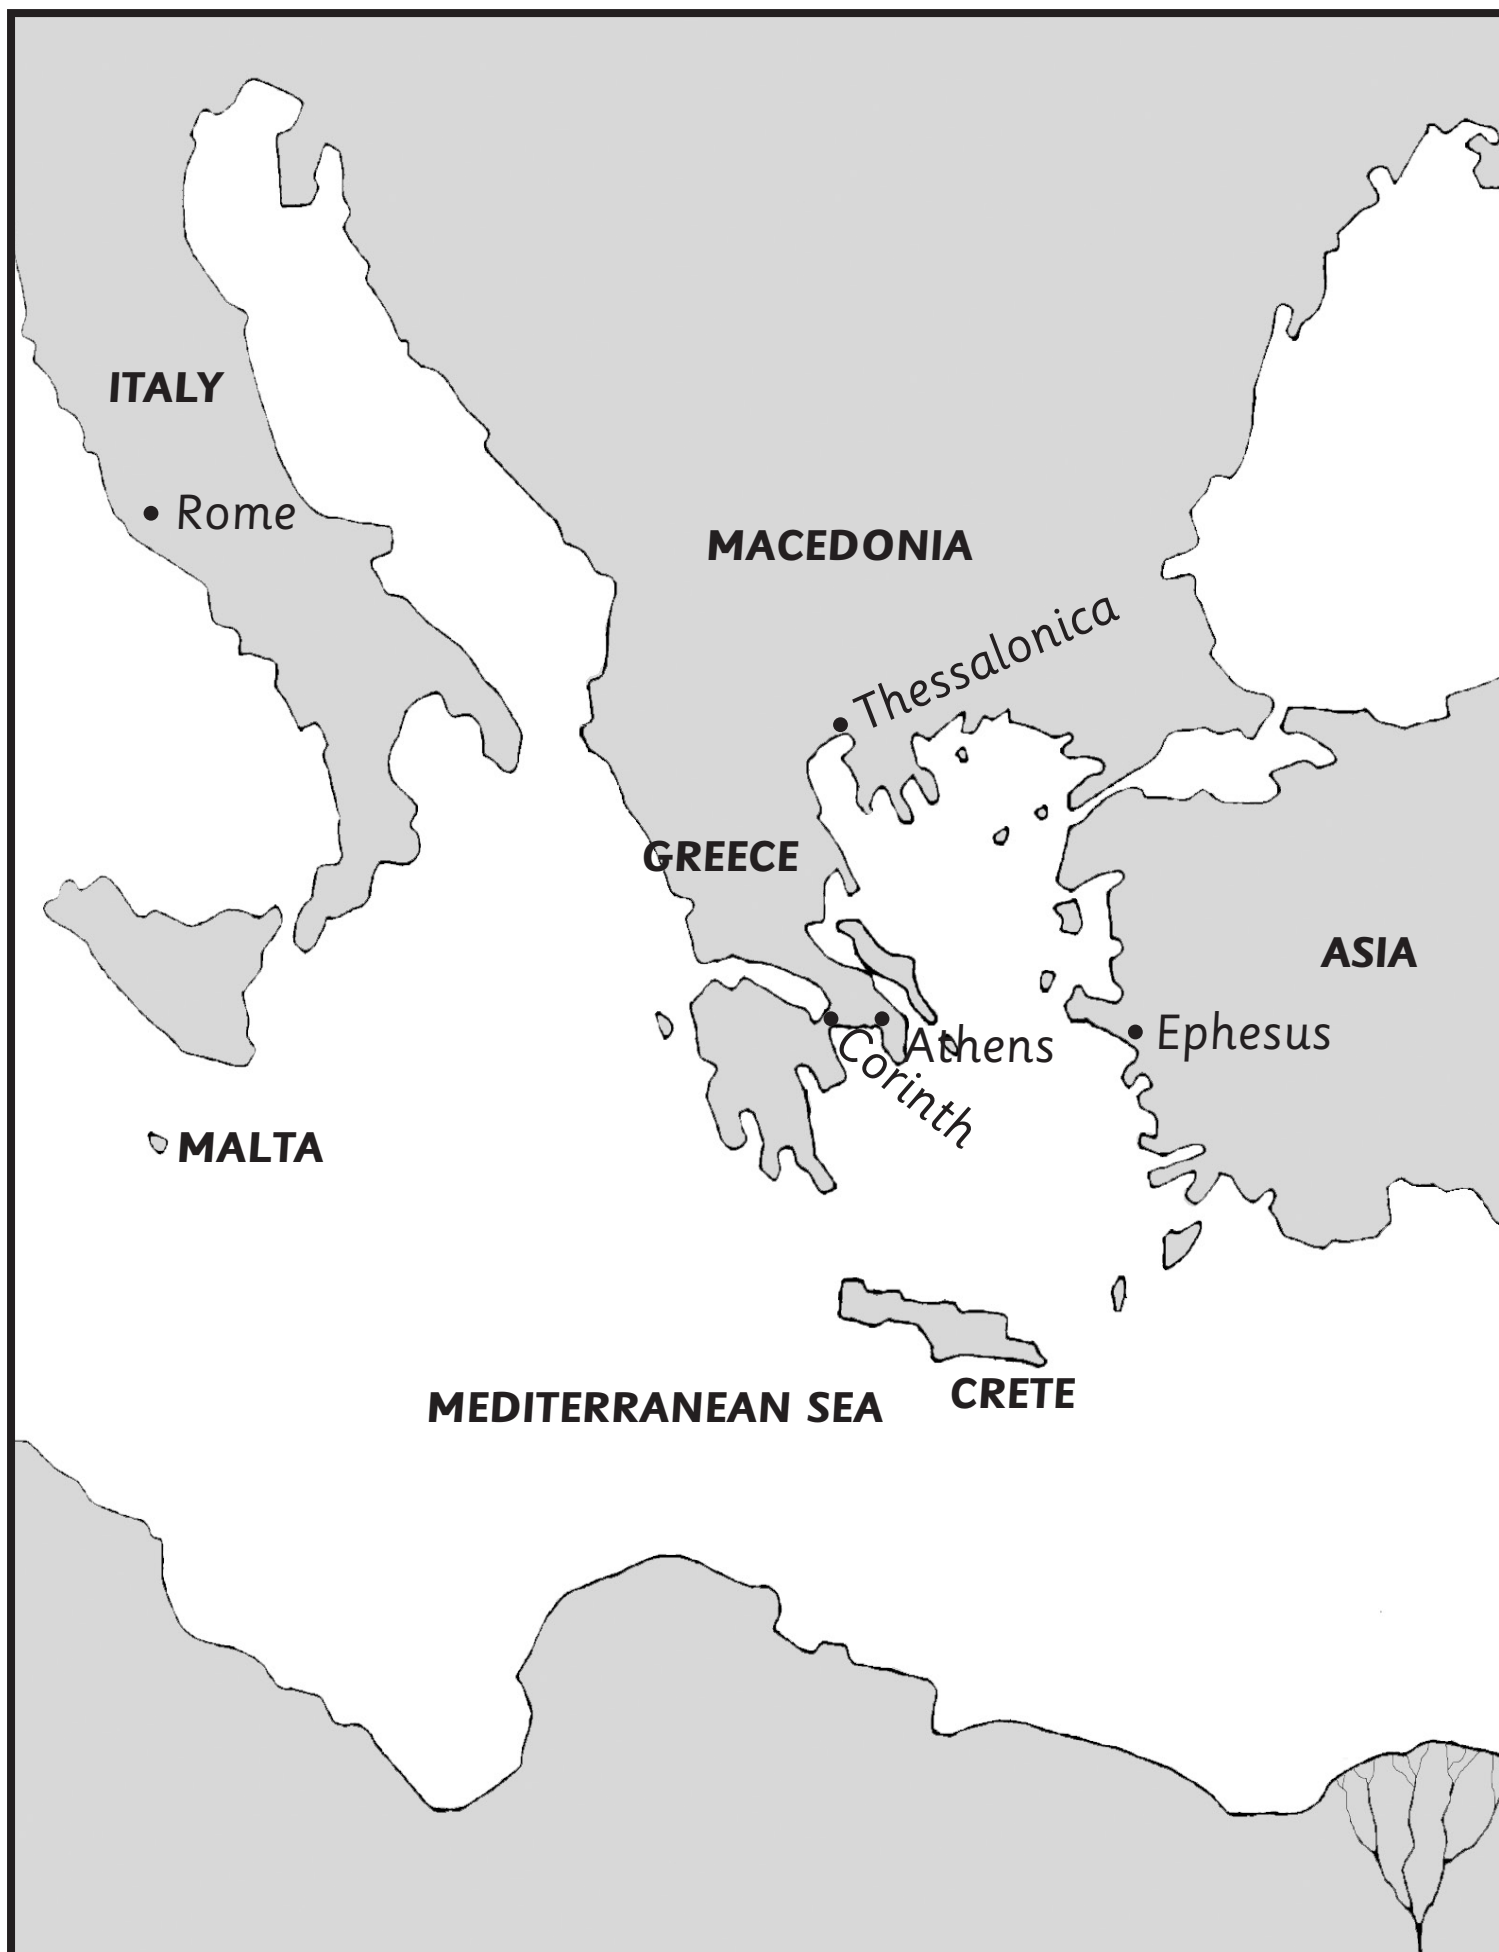 ITALY
Rome
MACEDONIA
Thessalonica
GREECE
ASIA
Ephesus
Athens
Corinth
MALTA
CRETE
MEDITERRANEAN SEA